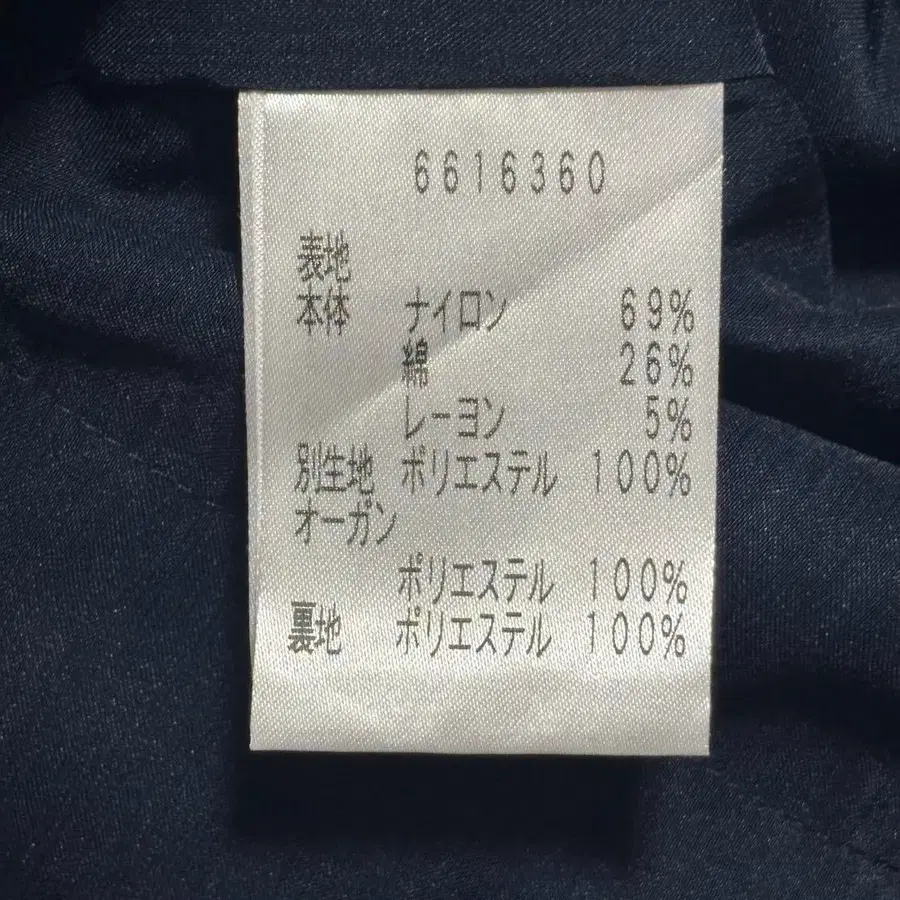 6616360
表地
本体 ナイロン 69%
綿 26%
レーヨン 5%
別生地 ポリエステル 100%
オーガン
ポリエステル 100%
裏地 ポリエステル 100%